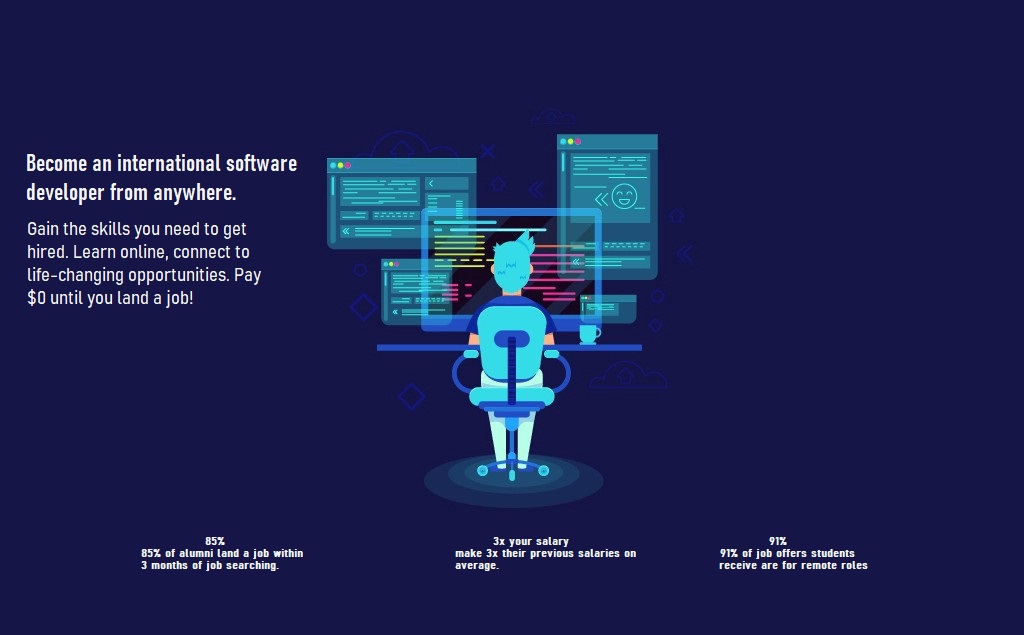 Become an international software
developer from anywhere.
Gain the skills you need to get
hired. Learn online, connect to
life-changing opportunities. Pay
$0 until you land a job!
85%
85% of alumni land a job within
3 months of job searching.
3x your salary
make 3x their previous salaries on
average.
91%
91% of job offers students
receive are for remote roles